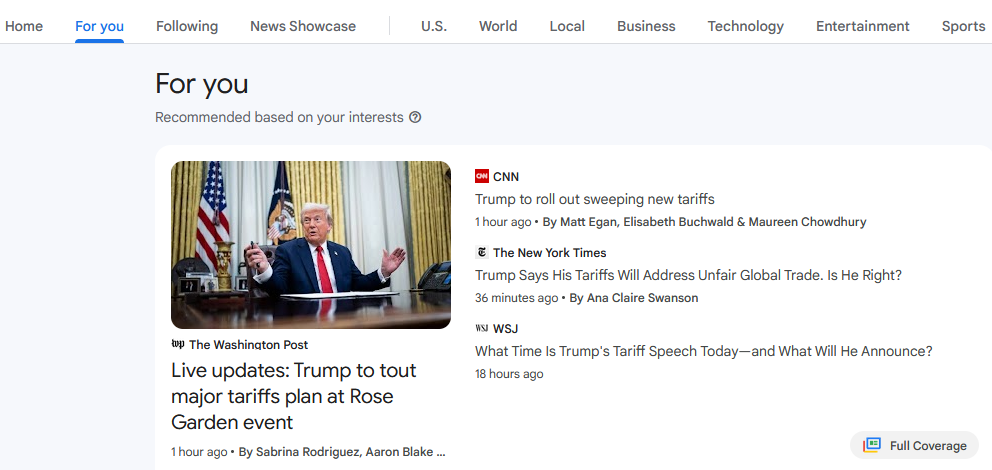 Home For you Following News Showcase U.S. World Local Business Technology Entertainment Sports
For you
Recommended based on your interests
The Washington Post
Live updates: Trump to tout
major tariffs plan at Rose
Garden event
1 hour ago • By Sabrina Rodriguez, Aaron Blake ...
CNN CNN
Trump to roll out sweeping new tariffs
1 hour ago • By Matt Egan, Elisabeth Buchwald & Maureen Chowdhury
The New York Times
Trump Says His Tariffs Will Address Unfair Global Trade. Is He Right?
36 minutes ago • By Ana Claire Swanson
WSJ WSJ
What Time Is Trump's Tariff Speech Today—and What Will He Announce?
18 hours ago
Full Coverage